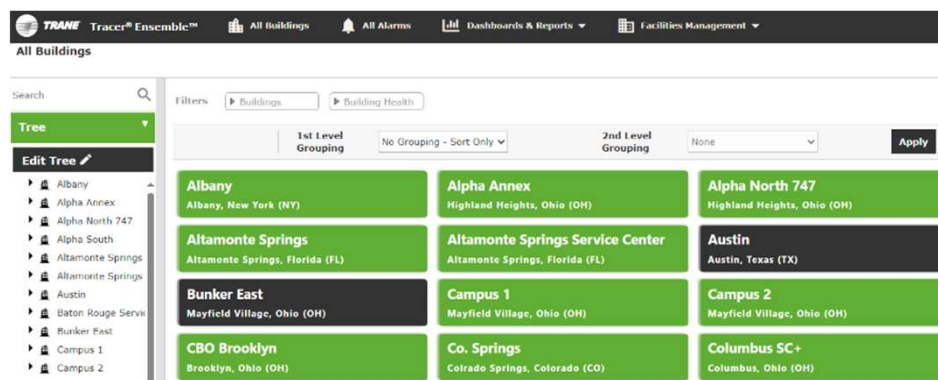 TRANE Tracer® Ensemble™ All Buildings All Alarms Dashboards & Reports Facilities Management
All Buildings
Search
Tree
Edit Tree
Albany
Alpha Annex
Alpha North 747
Alpha South
Altamonte Springs
Altamonte Springs
Austin
Baton Rouge Servic
Bunker East
Campus 1
Campus 2
Filters Buildings Building Health
1st Level Grouping No Grouping - Sort Only 2nd Level Grouping None Apply
Albany
Albany, New York (NY)
Alpha Annex
Highland Heights, Ohio (OH)
Alpha North 747
Highland Heights, Ohio (OH)
Altamonte Springs
Altamonte Springs, Florida (FL)
Altamonte Springs Service Center
Altamonte Springs, Florida (FL)
Austin
Austin, Texas (TX)
Bunker East
Mayfield Village, Ohio (OH)
Campus 1
Mayfield Village, Ohio (OH)
Campus 2
Mayfield Village, Ohio (OH)
CBO Brooklyn
Brooklyn, Ohio (OH)
Co. Springs
Colrado Springs, Colorado (CO)
Columbus SC+
Columbus, Ohio (OH)